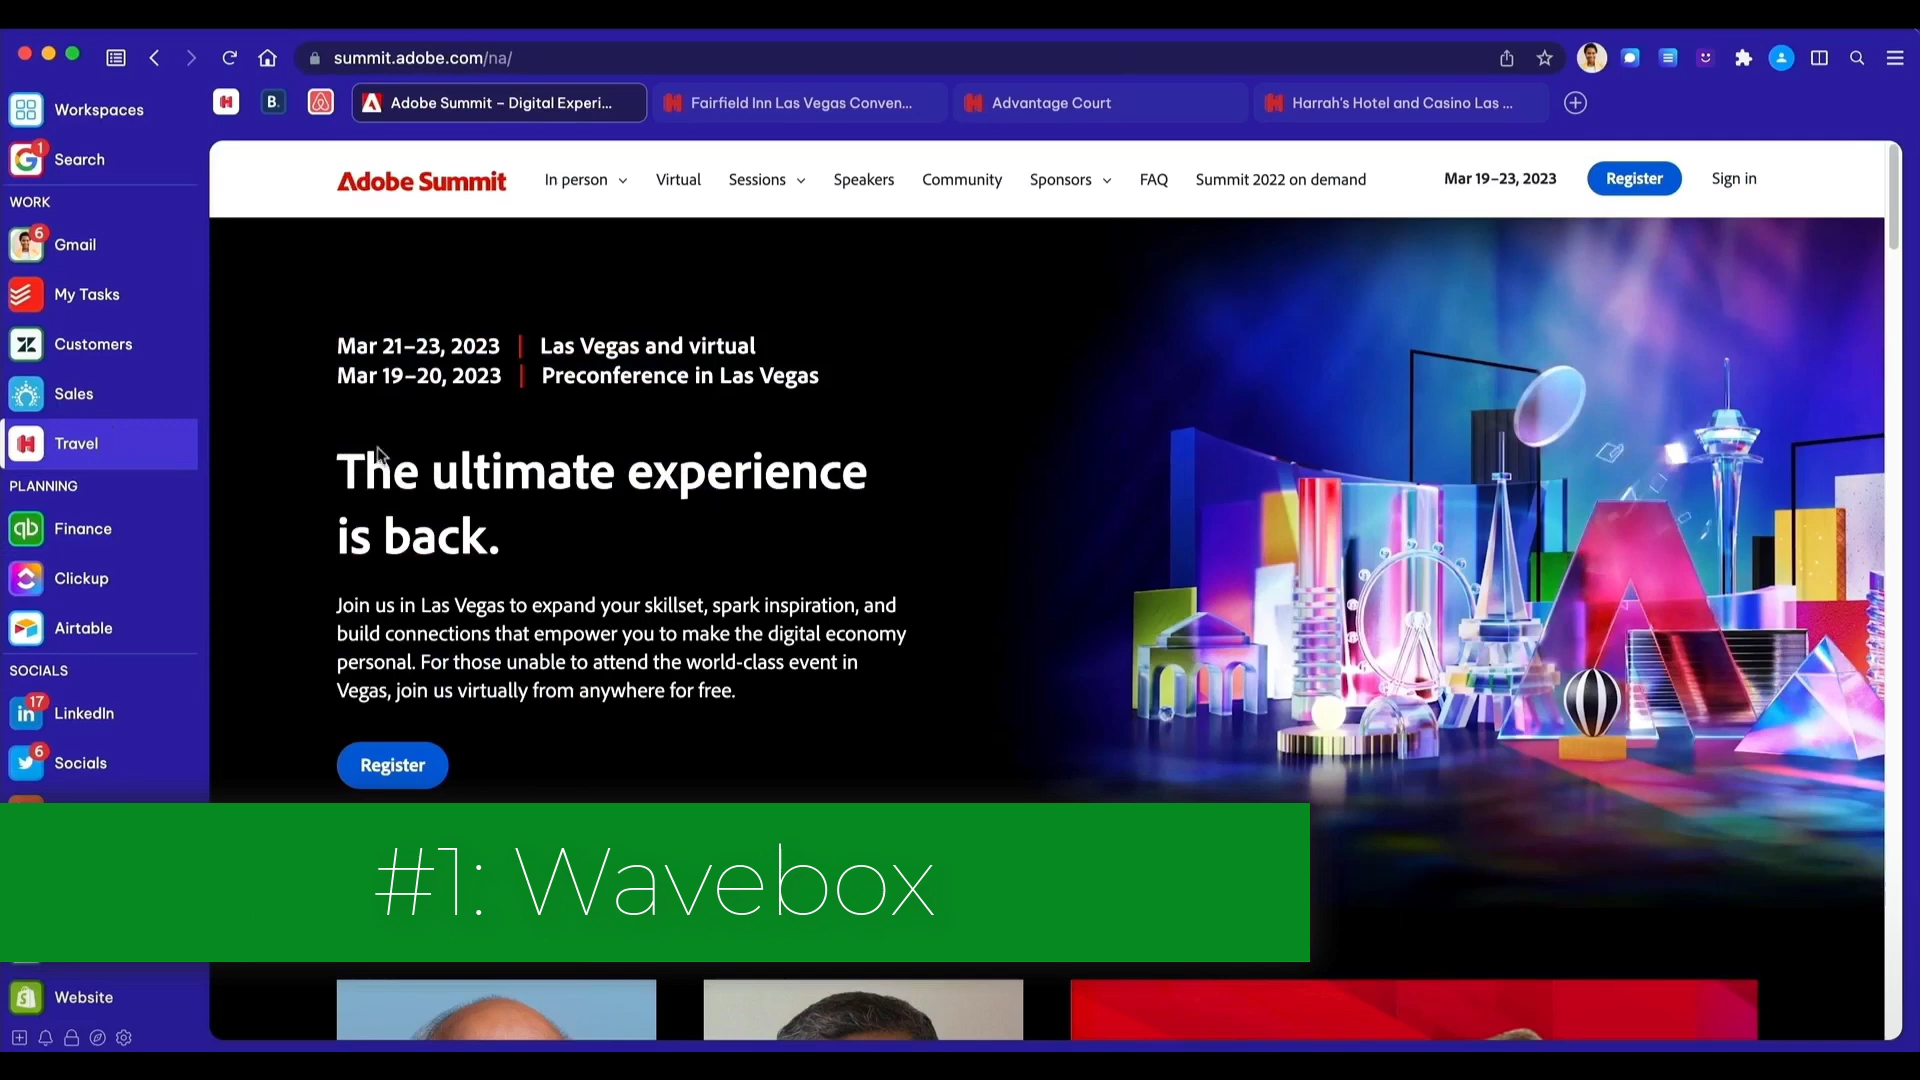 summit.adobe.com/na/
B.
Adobe Summit – Digital Experi...
Fairfield Inn Las Vegas Conven...
Advantage Court
Harrah's Hotel and Casino Las ...
Workspaces
1
Search
WORK
6
Gmail
My Tasks
Customers
Sales
Travel
PLANNING
qb
Finance
Clickup
Airtable
SOCIALS
17
in
LinkedIn
6
Socials
Website
Adobe Summit
In person
Virtual
Sessions
Speakers
Community
Sponsors
FAQ
Summit 2022 on demand
Mar 19–23, 2023
Register
Sign in
Mar 21–23, 2023 | Las Vegas and virtual
Mar 19–20, 2023 | Preconference in Las Vegas
The ultimate experience
is back.
Join us in Las Vegas to expand your skillset, spark inspiration, and
build connections that empower you to make the digital economy
personal. For those unable to attend the world-class event in
Vegas, join us virtually from anywhere for free.
Register
#1: Wavebox